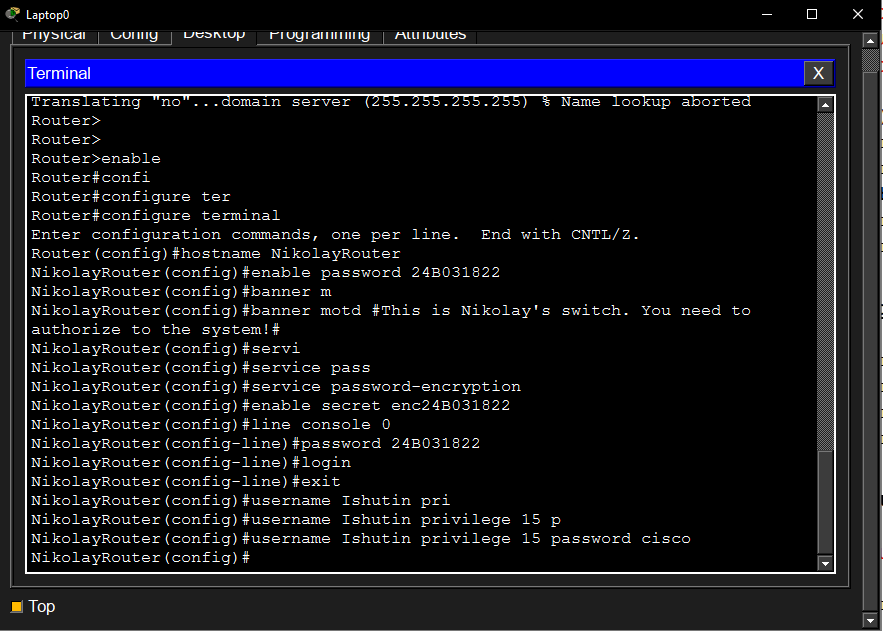 Laptop0
Physical Config Desktop Programming Attributes
Terminal X
Translating "no"...domain server (255.255.255.255) % Name lookup aborted
Router>
Router>
Router>enable
Router#confi
Router#configure ter
Router#configure terminal
Enter configuration commands, one per line.  End with CNTL/Z.
Router(config)#hostname NikolayRouter
NikolayRouter(config)#enable password 24B031822
NikolayRouter(config)#banner m
NikolayRouter(config)#banner motd #This is Nikolay's switch. You need to
authorize to the system!#
NikolayRouter(config)#servi
NikolayRouter(config)#service pass
NikolayRouter(config)#service password-encryption
NikolayRouter(config)#enable secret enc24B031822
NikolayRouter(config)#line console 0
NikolayRouter(config-line)#password 24B031822
NikolayRouter(config-line)#login
NikolayRouter(config-line)#exit
NikolayRouter(config)#username Ishutin pri
NikolayRouter(config)#username Ishutin privilege 15 p
NikolayRouter(config)#username Ishutin privilege 15 password cisco
NikolayRouter(config)#
Top